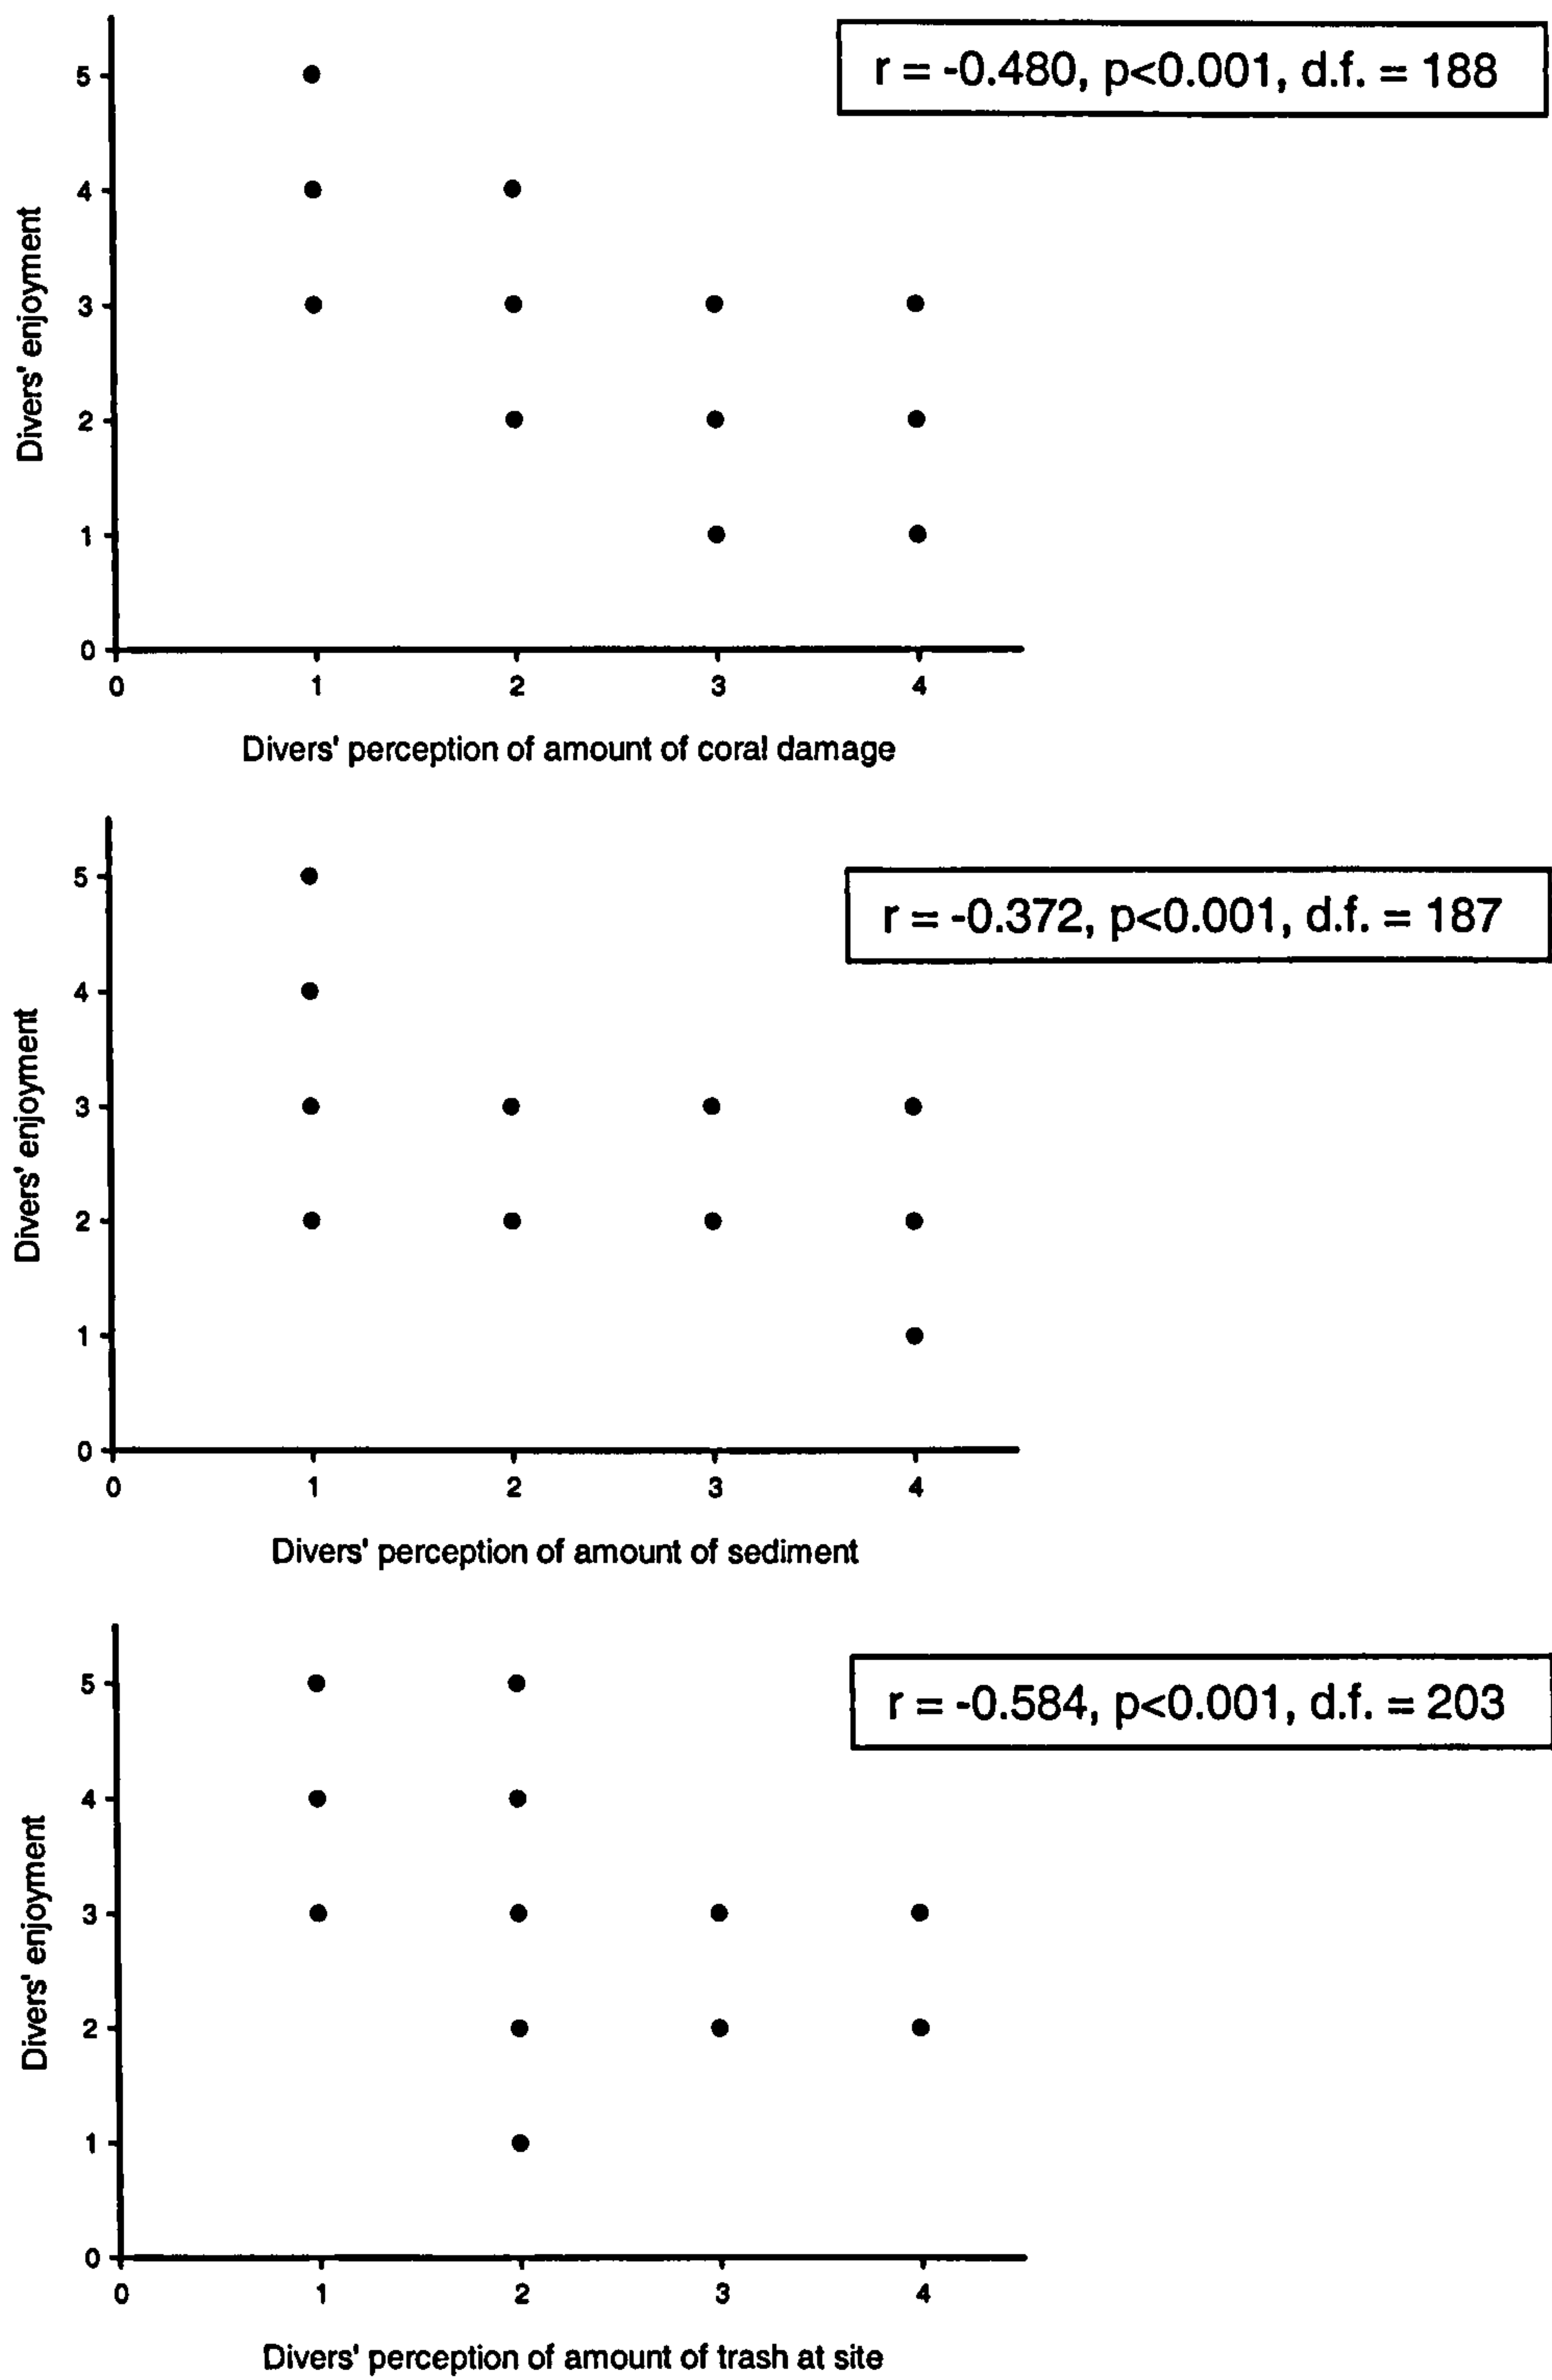 r = -0.480, p<0.001, d.f. = 188
5
4
3
2
1
0
Divers' enjoyment
0 1 2 3 4
Divers' perception of amount of coral damage
r = -0.372, p<0.001, d.f. = 187
5
4
3
2
1
0
Divers' enjoyment
0 1 2 3 4
Divers' perception of amount of sediment
r = -0.584, p<0.001, d.f. = 203
5
4
3
2
1
0
Divers' enjoyment
0 1 2 3 4
Divers' perception of amount of trash at site